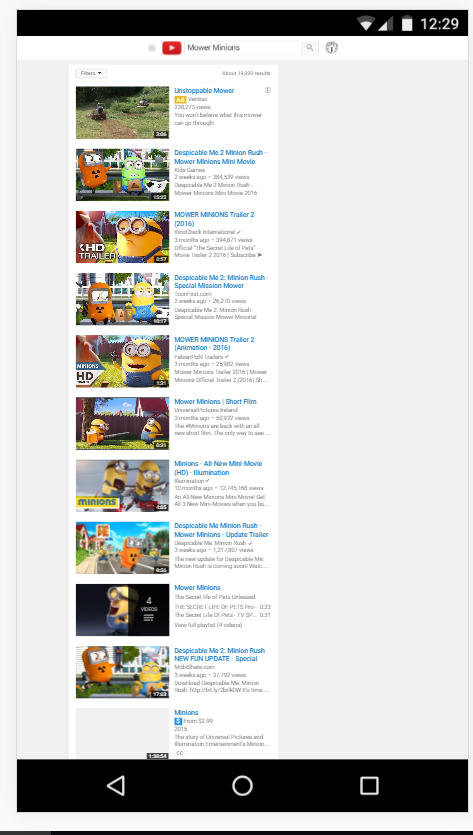 12:29
Mower Minions
Filters
About 19,000 results
Unstoppable Mower
Ad Ventrac
238,273 views
You won't believe what this mower
can go through!
3:06
Despicable Me 2 Minion Rush -
Mower Minions Mini Movie
Kids Games
2 weeks ago • 384,539 views
Despicable Me 2 Minion Rush -
Mower Minions Mini Movie 2016
15:22
MOWER MINIONS Trailer 2
(2016)
KinoCheck International
3 months ago • 394,871 views
Official "The Secret Life of Pets"
Movie Trailer 2 2016 | Subscribe ➤
HD
TRAILER
0:57
Despicable Me 2: Minion Rush -
Special Mission Mower
ToonFirst.com
2 weeks ago • 26,270 views
Despicable Me 2: Minion Rush -
Special Mission Mower Minions!
10:17
MOWER MINIONS Trailer 2
(Animation - 2016)
FabianPohl Trailers
3 months ago • 25,982 views
Mower Minions Trailer 2016 | Mower
Minions Official Trailer 2 (2016) Sh...
MINIONS
HD
1:31
Mower Minions | Short Film
UniversalPictures Ireland
3 months ago • 50,932 views
The #Minions are back with an all
new short film. The only way to see ...
0:31
Minions - All-New Mini-Movie
(HD) - Illumination
Illumination
10 months ago • 12,745,168 views
An All-New Minions Mini-Movie! Get
All 3 New Mini-Movies when you bu...
MINIONS
4:05
Despicable Me Minion Rush -
Mower Minions - Update Trailer
Despicable Me: Minion Rush
3 weeks ago • 1,217,807 views
The new update for Despicable Me:
Minion Rush is coming soon! Watc...
0:56
Mower Minions
The Secret life of Pets Unleased
THE SECRET LIFE OF PETS Pro- 0:23
The Secret Life Of Pets - TV SP... 0:31
View full playlist (4 videos)
4
VIDEOS
Despicable Me 2: Minion Rush
NEW FUN UPDATE - Special
MobiShare.com
3 weeks ago • 37,792 views
Download Despicable Me: Minion
It's time ...
17:03
Minions
$ From $2.99
2015
The story of Universal Pictures and
Illumination Entertainment's Minion...
CC
1:30:54